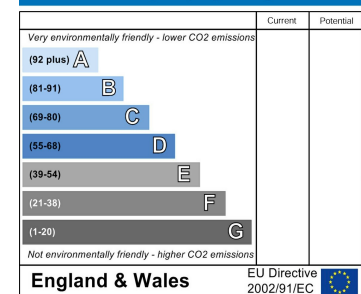 Current Potential
Very environmentally friendly - lower CO2 emissions
(92 plus) A
(81-91) B
(69-80) C
(55-68) D
(39-54) E
(21-38) F
(1-20) G
Not environmentally friendly - higher CO2 emissions
England & Wales
EU Directive
2002/91/EC